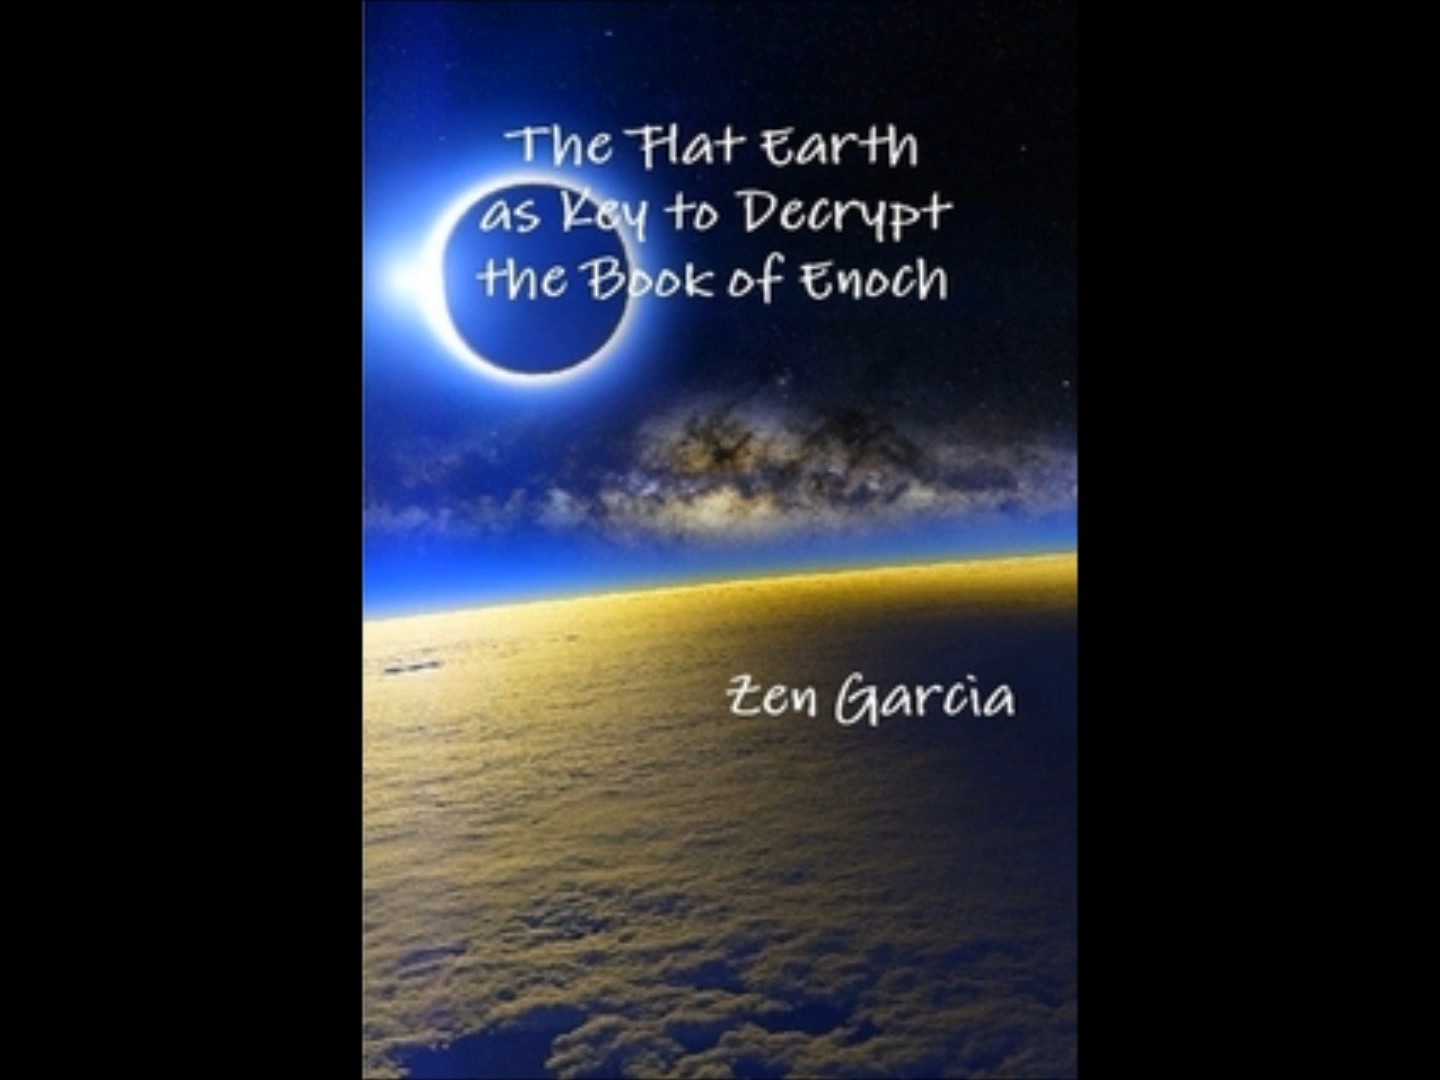 The Flat Earth
as Key to Decrypt
the Book of Enoch
Zen Garcia